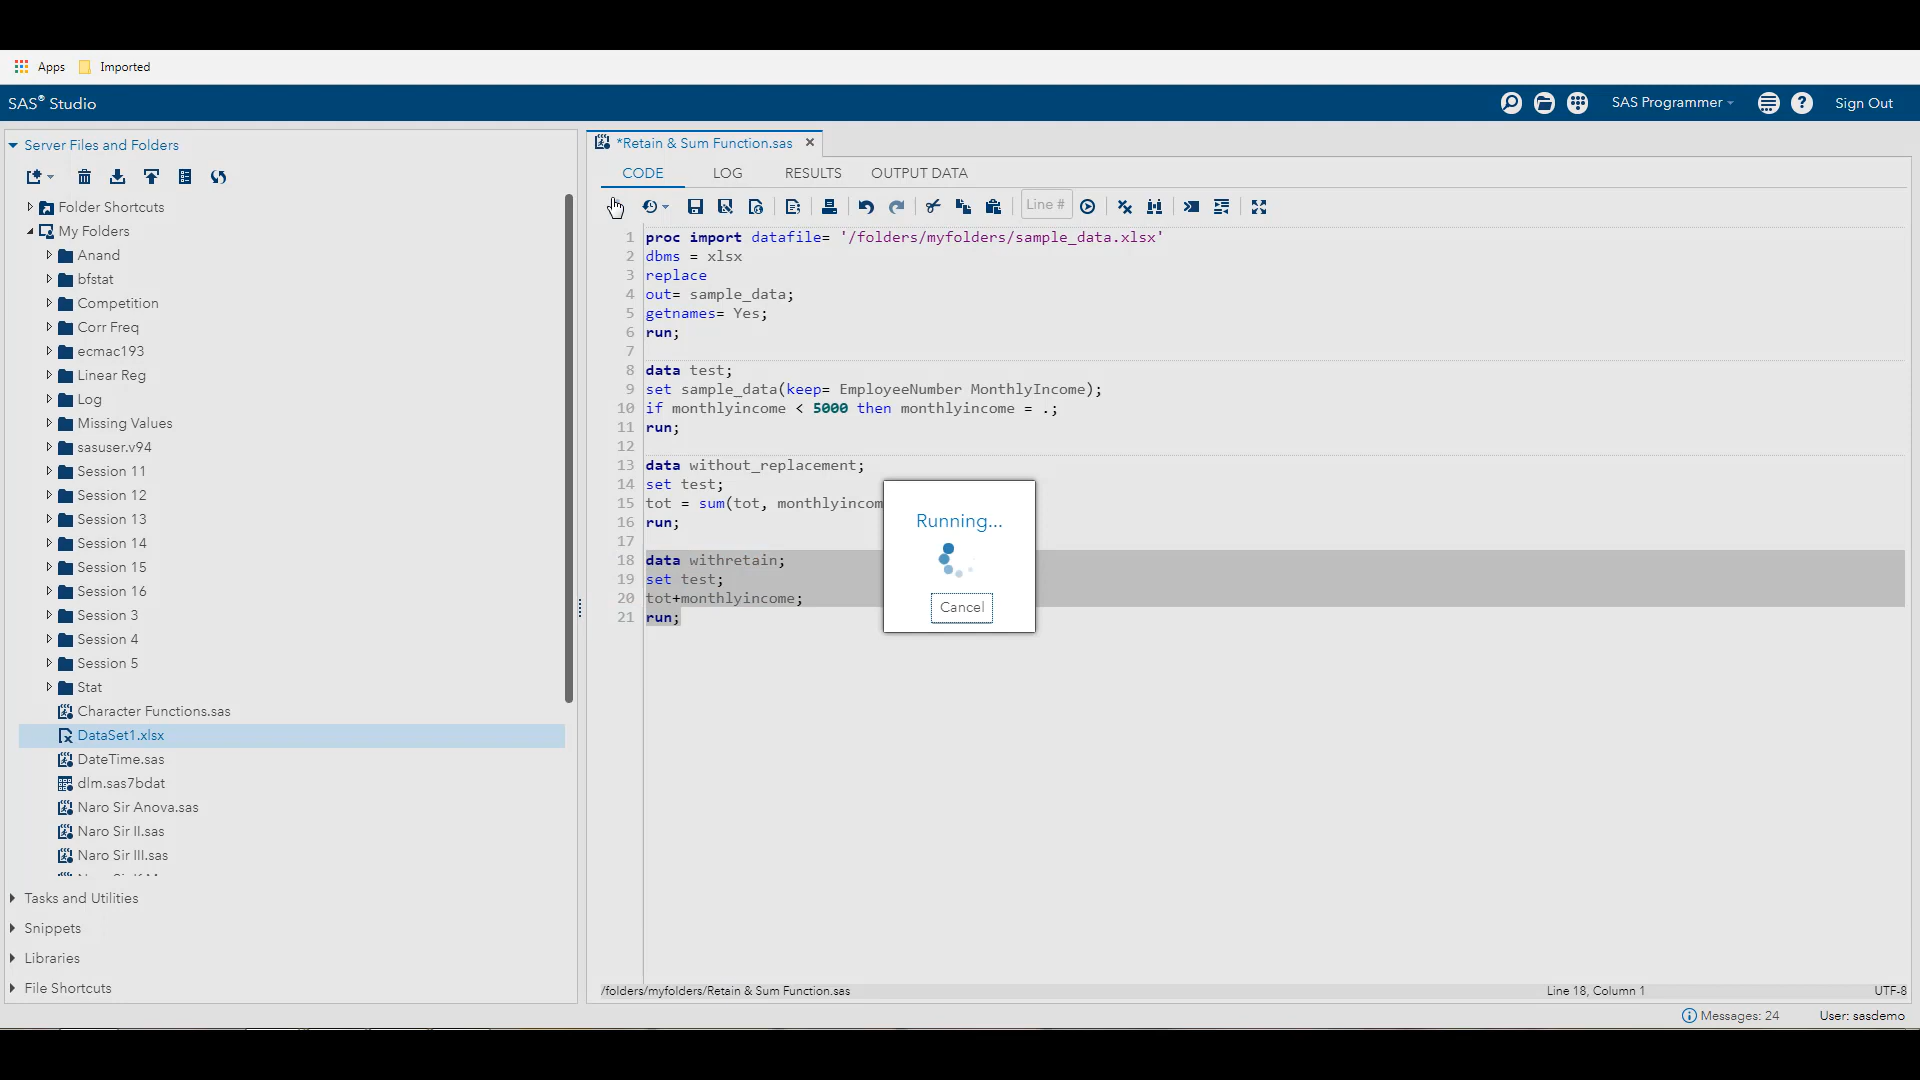 Apps Imported
SAS® Studio
SAS Programmer
Sign Out
Server Files and Folders
Folder Shortcuts
My Folders
Anand
bfstat
Competition
Corr Freq
ecmac193
Linear Reg
Log
Missing Values
sasuser.v94
Session 11
Session 12
Session 13
Session 14
Session 15
Session 16
Session 3
Session 4
Session 5
Stat
Character Functions.sas
DataSet1.xlsx
DateTime.sas
dlm.sas7bdat
Naro Sir Anova.sas
Naro Sir II.sas
Naro Sir III.sas
Tasks and Utilities
Snippets
Libraries
File Shortcuts
*Retain & Sum Function.sas
CODE LOG RESULTS OUTPUT DATA
Line #
1 proc import datafile= '/folders/myfolders/sample_data.xlsx'
2 dbms = xlsx
3 replace
4 out= sample_data;
5 getnames= Yes;
6 run;
7
8 data test;
9 set sample_data(keep= EmployeeNumber MonthlyIncome);
10 if monthlyincome < 5000 then monthlyincome = .;
11 run;
12
13 data without_replacement;
14 set test;
15 tot = sum(tot, monthlyincom
16 run;
17
18 data withretain;
19 set test;
20 tot+monthlyincome;
21 run;
Running...
Cancel
/folders/myfolders/Retain & Sum Function.sas
Line 18, Column 1
UTF-8
Messages: 24
User: sasdemo